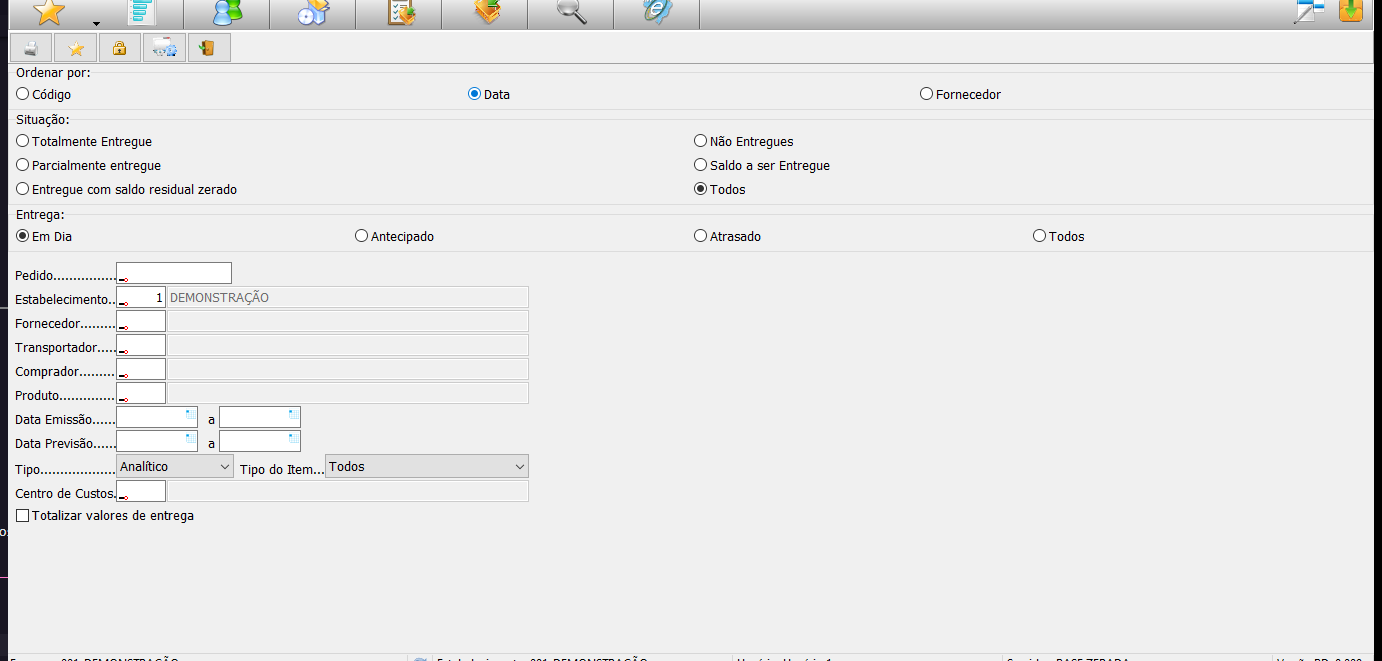 Ordenar por:
Código Data Fornecedor
Situação:
Totalmente Entregue Não Entregues
Parcialmente entregue Saldo a ser Entregue
Entregue com saldo residual zerado Todos
Entrega:
Em Dia Antecipado Atrasado Todos
Pedido................
Estabelecimento.. 1 DEMONSTRAÇÃO
Fornecedor.........
Transportador.....
Comprador.........
Produto..............
Data Emissão...... a
Data Previsão...... a
Tipo................... Analítico Tipo do Item... Todos
Centro de Custos.
Totalizar valores de entrega